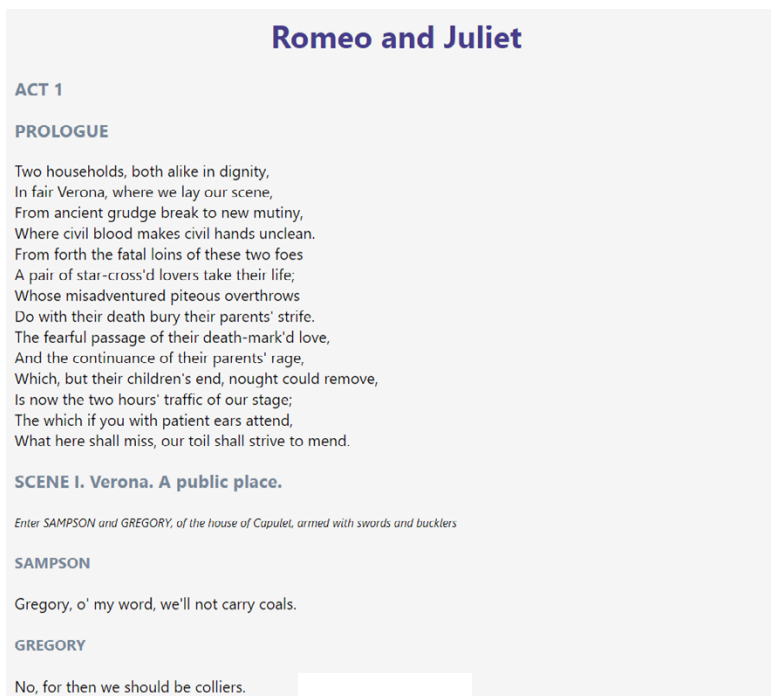 Romeo and Juliet
ACT 1
PROLOGUE
Two households, both alike in dignity,
In fair Verona, where we lay our scene,
From ancient grudge break to new mutiny,
Where civil blood makes civil hands unclean.
From forth the fatal loins of these two foes
A pair of star-cross'd lovers take their life;
Whose misadventured piteous overthrows
Do with their death bury their parents' strife.
The fearful passage of their death-mark'd love,
And the continuance of their parents' rage,
Which, but their children's end, nought could remove,
Is now the two hours' traffic of our stage;
The which if you with patient ears attend,
What here shall miss, our toil shall strive to mend.
SCENE I. Verona. A public place.
Enter SAMPSON and GREGORY, of the house of Capulet, armed with swords and bucklers
SAMPSON
Gregory, o' my word, we'll not carry coals.
GREGORY
No, for then we should be colliers.